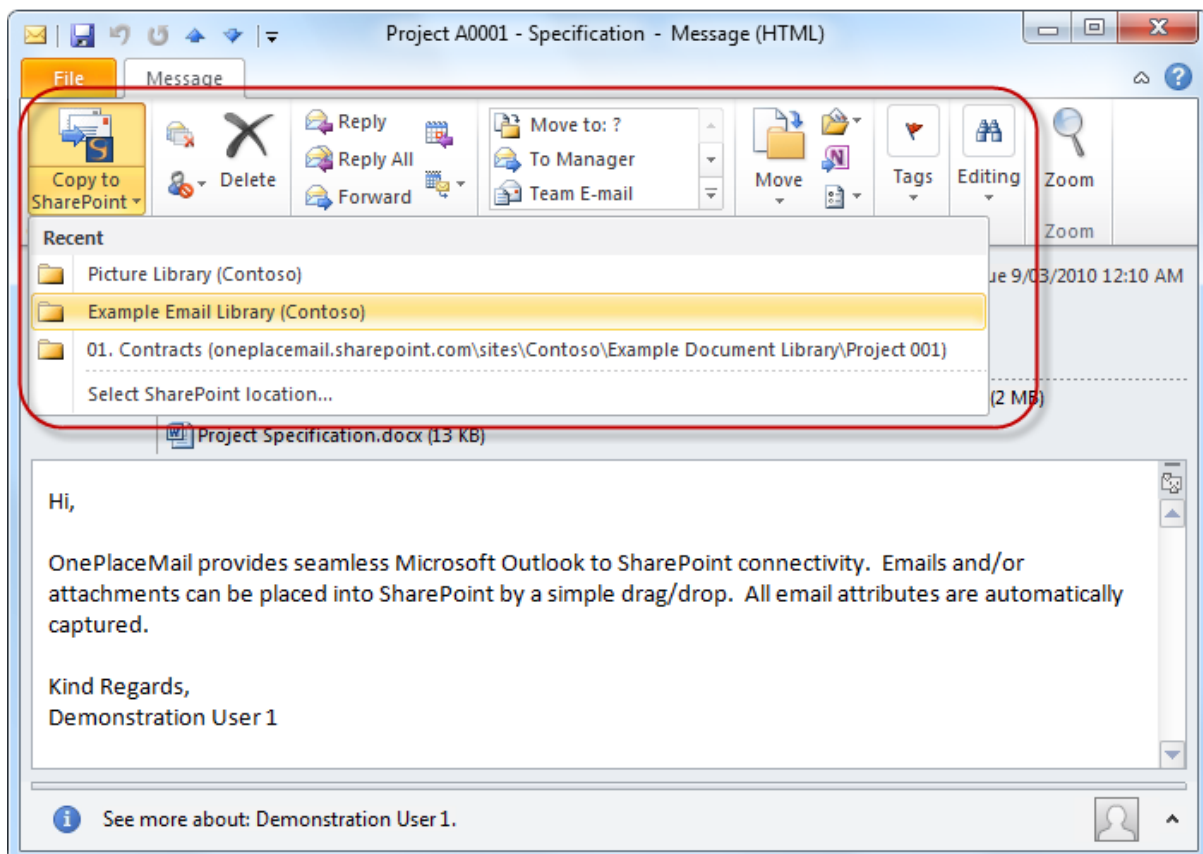 Project A0001 - Specification - Message (HTML)
File Message
Copy to SharePoint
Delete
Reply
Reply All
Forward
Move to: ?
To Manager
Team E-mail
Move
Tags
Editing
Zoom
Zoom
Recent
Picture Library (Contoso)
Example Email Library (Contoso)
01. Contracts (oneplacemail.sharepoint.com\sites\Contoso\Example Document Library\Project 001)
Select SharePoint location...
9/03/2010 12:10 AM
(2 MB)
Project Specification.docx (13 KB)
Hi,
OnePlaceMail provides seamless Microsoft Outlook to SharePoint connectivity. Emails and/or
attachments can be placed into SharePoint by a simple drag/drop. All email attributes are automatically
captured.
Kind Regards,
Demonstration User 1
See more about: Demonstration User 1.